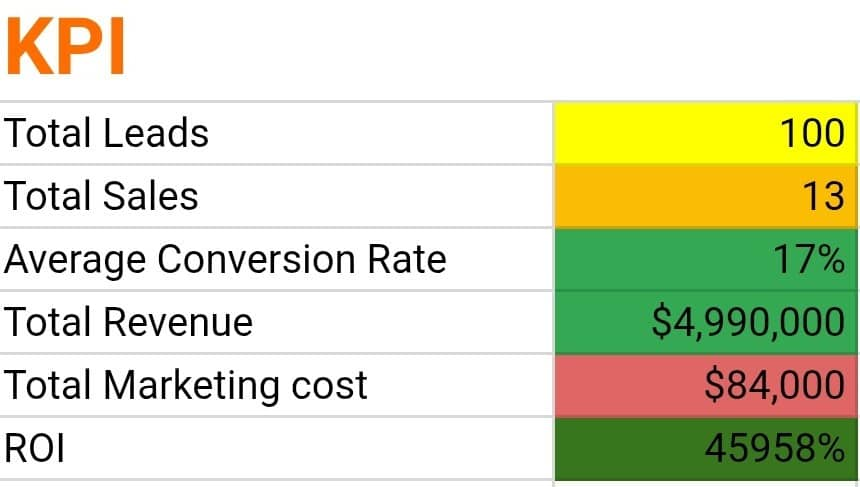 KPI
Total Leads 100
Total Sales 13
Average Conversion Rate 17%
Total Revenue $4,990,000
Total Marketing cost $84,000
ROI 45958%